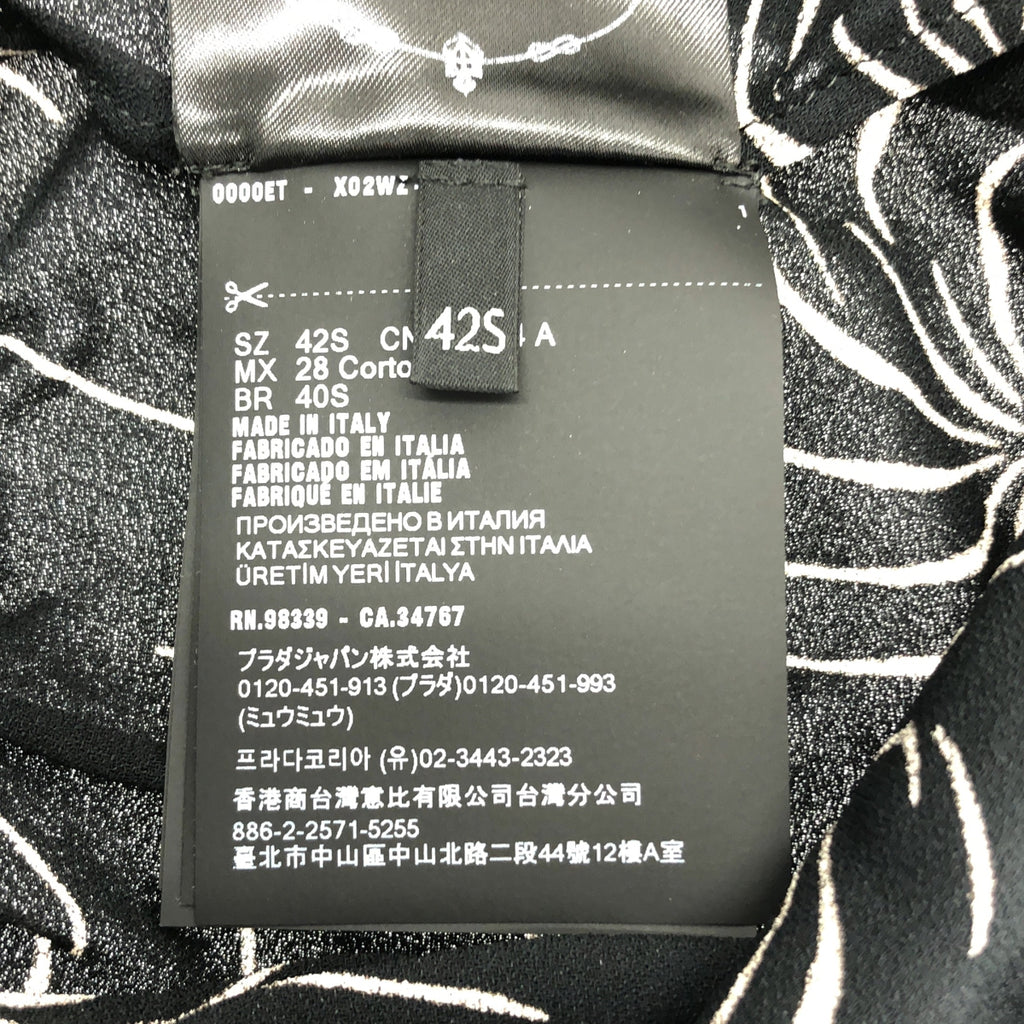 0000ET - X02WZ
1
SZ 42S CN 4 A
42S
MX 28 Corto
BR 40S
MADE IN ITALY
FABRICADO EN ITALIA
FABRICADO EM ITÁLIA
FABRIQUÉ EN ITALIE
ПРОИЗВЕДЕНО В ИТАЛИЯ
ΚΑΤΑΣΚΕΥΑΖΕΤΑΙ ΣΤΗΝ ΙΤΑΛΙΑ
ÜRETİM YERİ İTALYA
RN.98339 - CA.34767
プラダジャパン株式会社
0120-451-913 (プラダ)0120-451-993
(ミュウミュウ)
프라다코리아 (유)02-3443-2323
香港商台灣惠比有限公司台灣分公司
886-2-2571-5255
臺北市中山區中山北路二段44號12樓A室